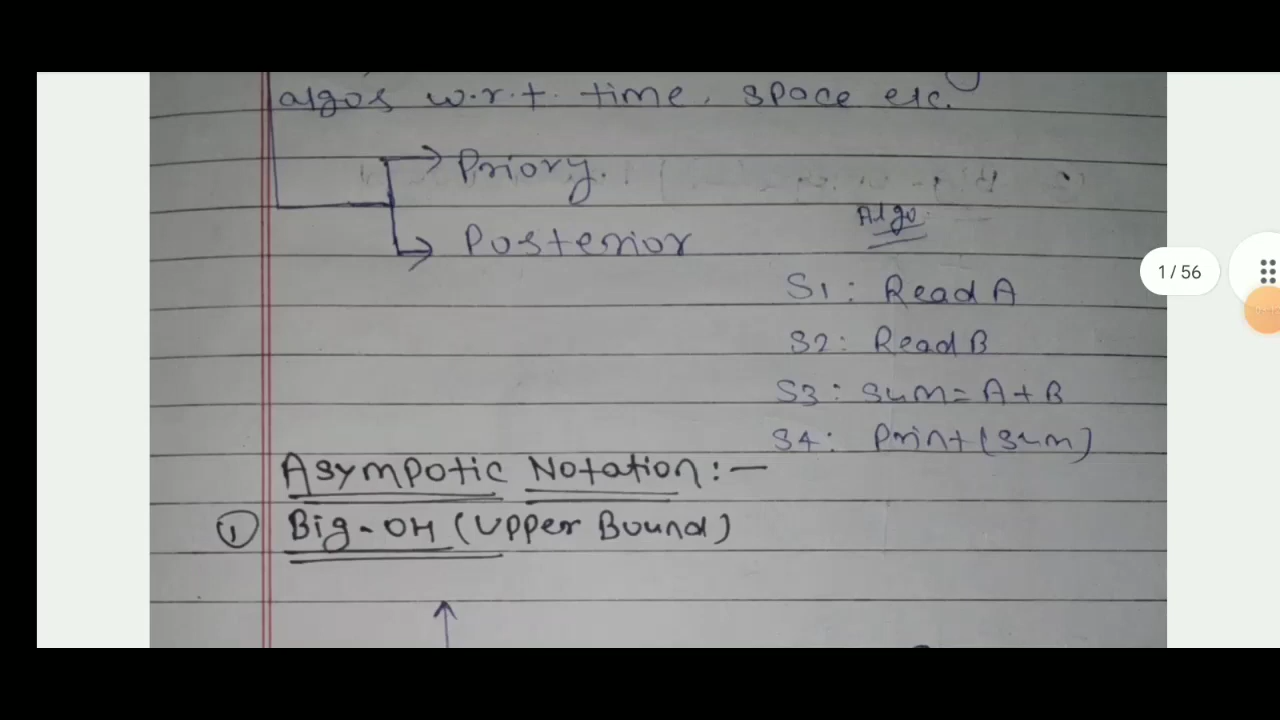 algos w.r.t. time, space etc.
Priory.
Posterior
Algo
S1: Read A
S2: Read B
S3: sum = A+B
S4: Print(sum)
Asympotic Notation:-
① Big-OH (Upper Bound)
1/56